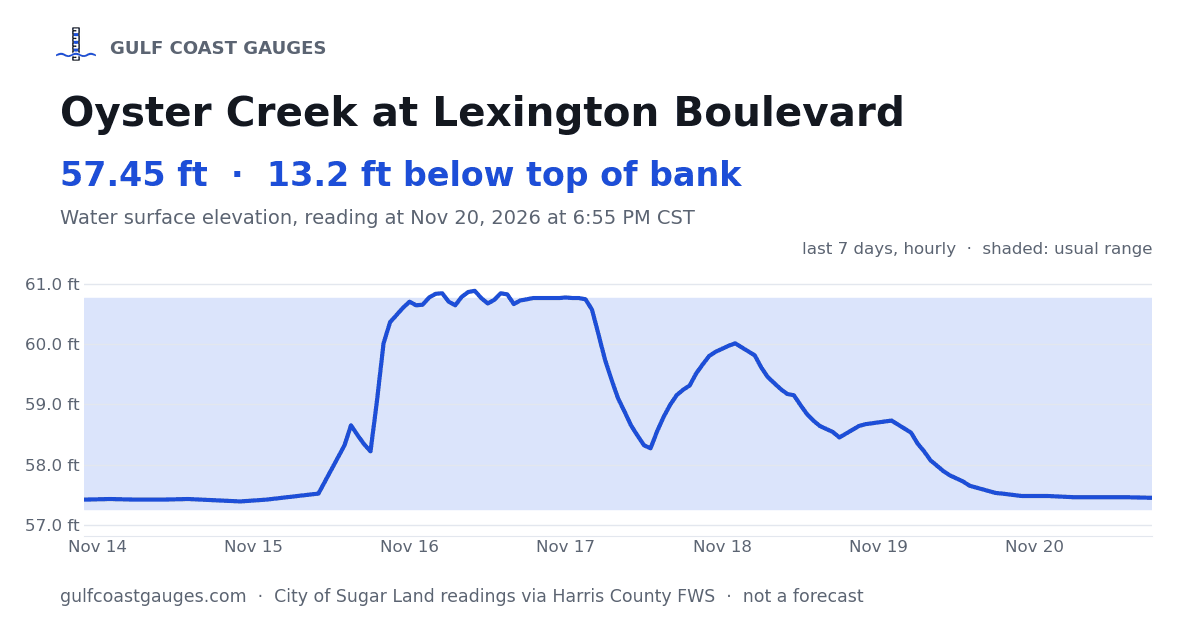 GULF COAST GAUGES
Oyster Creek at Lexington Boulevard
57.45 ft · 13.2 ft below top of bank
Water surface elevation, reading at Nov 20, 2026 at 6:55 PM CST
last 7 days, hourly · shaded: usual range
61.0 ft
60.0 ft
59.0 ft
58.0 ft
57.0 ft
Nov 14 Nov 15 Nov 16 Nov 17 Nov 18 Nov 19 Nov 20
gulfcoastgauges.com · City of Sugar Land readings via Harris County FWS · not a forecast